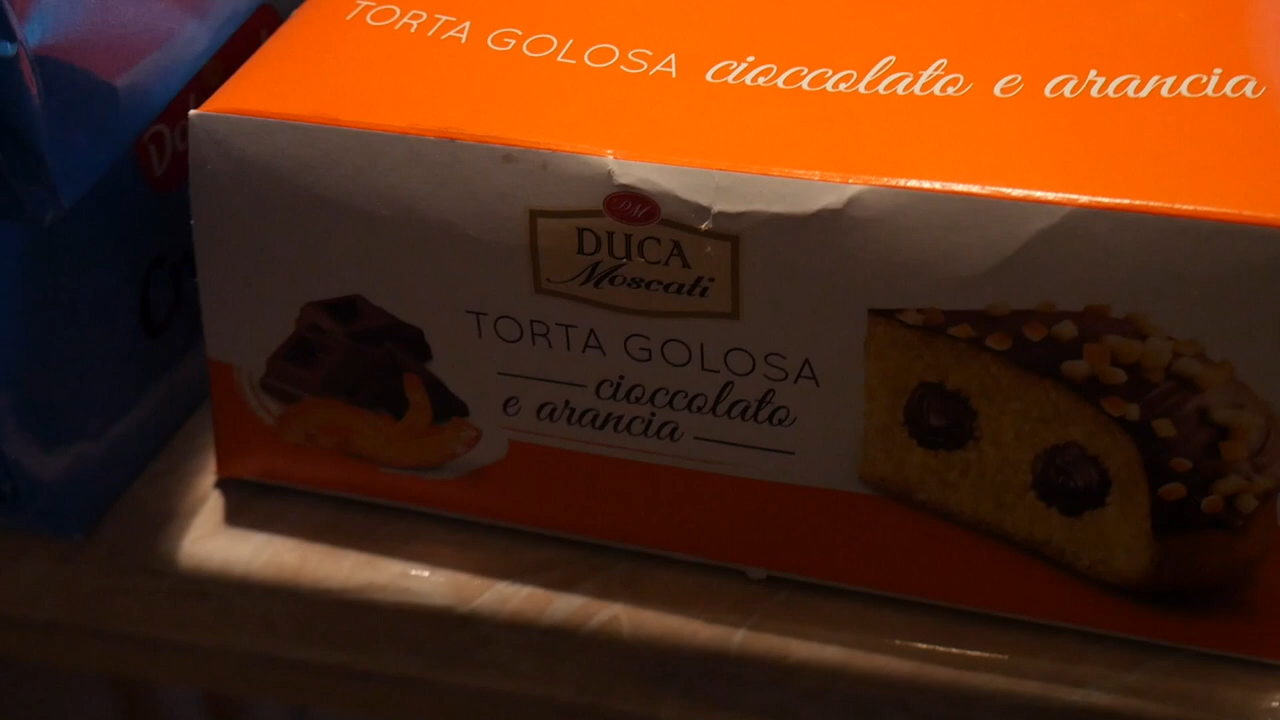 TORTA GOLOSA cioccolato e arancia
DM
DUCA
Moscati
TORTA GOLOSA
cioccolato
e arancia